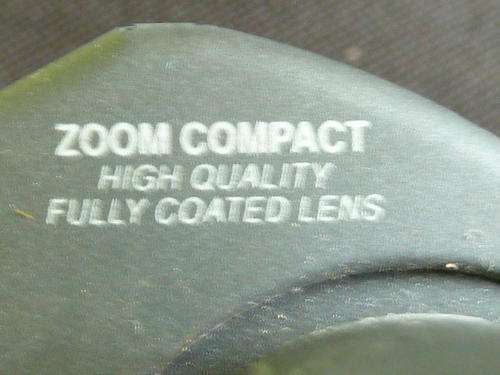 ZOOM COMPACT
HIGH QUALITY
FULLY COATED LENS